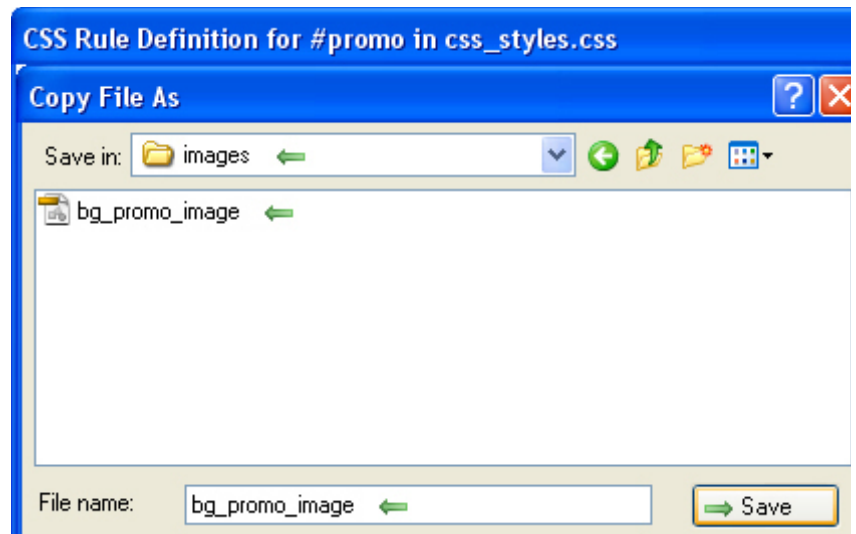 CSS Rule Definition for #promo in css_styles.css
Copy File As
Save in: images
bg_promo_image
File name: bg_promo_image Save